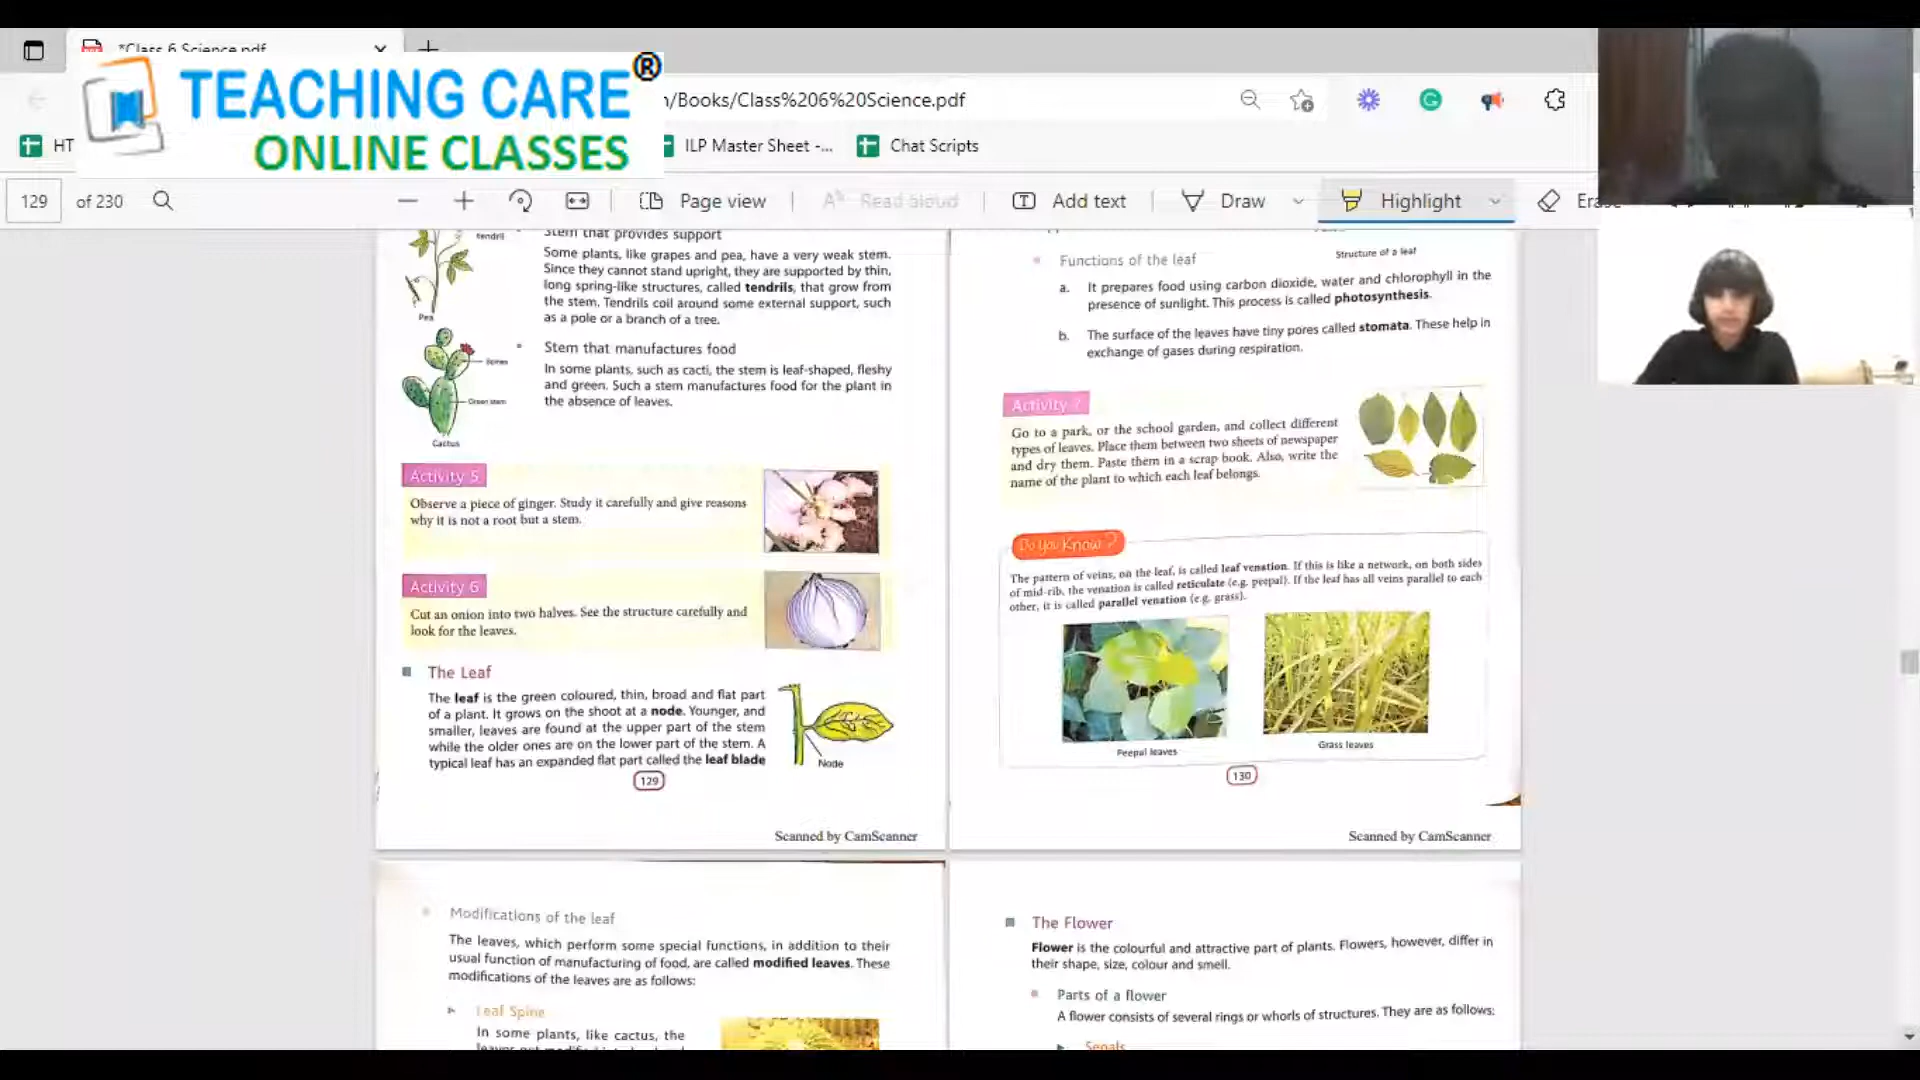 *Class 6 Science.pdf
TEACHING CARE®
ONLINE CLASSES
/Books/Class%206%20Science.pdf
HT
ILP Master Sheet -...
Chat Scripts
129
of 230
Page view
Read aloud
Add text
Draw
Highlight
Tendril
Stem that provides support
Some plants, like grapes and pea, have a very weak stem.
Since they cannot stand upright, they are supported by thin,
long spring-like structures, called tendrils, that grow from
the stem. Tendrils coil around some external support, such
as a pole or a branch of a tree.
Pea
Stem that manufactures food
In some plants, such as cacti, the stem is leaf-shaped, fleshy
and green. Such a stem manufactures food for the plant in
the absence of leaves.
Spines
Green stem
Cactus
Activity 5
Observe a piece of ginger. Study it carefully and give reasons
why it is not a root but a stem.
Activity 6
Cut an onion into two halves. See the structure carefully and
look for the leaves.
The Leaf
The leaf is the green coloured, thin, broad and flat part
of a plant. It grows on the shoot at a node. Younger, and
smaller, leaves are found at the upper part of the stem
while the older ones are on the lower part of the stem. A
typical leaf has an expanded flat part called the leaf blade
Node
129
Scanned by CamScanner
Structure of a leaf
Functions of the leaf
a. It prepares food using carbon dioxide, water and chlorophyll in the
presence of sunlight. This process is called photosynthesis.
b. The surface of the leaves have tiny pores called stomata. These help in
exchange of gases during respiration.
Activity 7
Go to a park, or the school garden, and collect different
types of leaves. Place them between two sheets of newspaper
and dry them. Paste them in a scrap book. Also, write the
name of the plant to which each leaf belongs.
Do You Know ?
The pattern of veins, on the leaf, is called leaf venation. If this is like a network, on both sides
of mid-rib, the venation is called reticulate (e.g. peepal). If the leaf has all veins parallel to each
other, it is called parallel venation (e.g. grass).
Peepal leaves
Grass leaves
130
Scanned by CamScanner
Modifications of the leaf
The leaves, which perform some special functions, in addition to their
usual function of manufacturing of food, are called modified leaves. These
modifications of the leaves are as follows:
Leaf Spine
In some plants, like cactus, the
The Flower
Flower is the colourful and attractive part of plants. Flowers, however, differ in
their shape, size, colour and smell.
Parts of a flower
A flower consists of several rings or whorls of structures. They are as follows:
Sepals